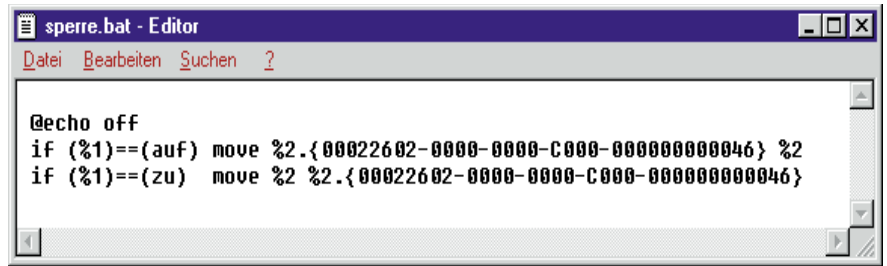 sperre.bat - Editor
Datei Bearbeiten Suchen ?
@echo off
if (%1)==(auf) move %2.{00022602-0000-0000-C000-000000000046} %2
if (%1)==(zu)  move %2 %2.{00022602-0000-0000-C000-000000000046}